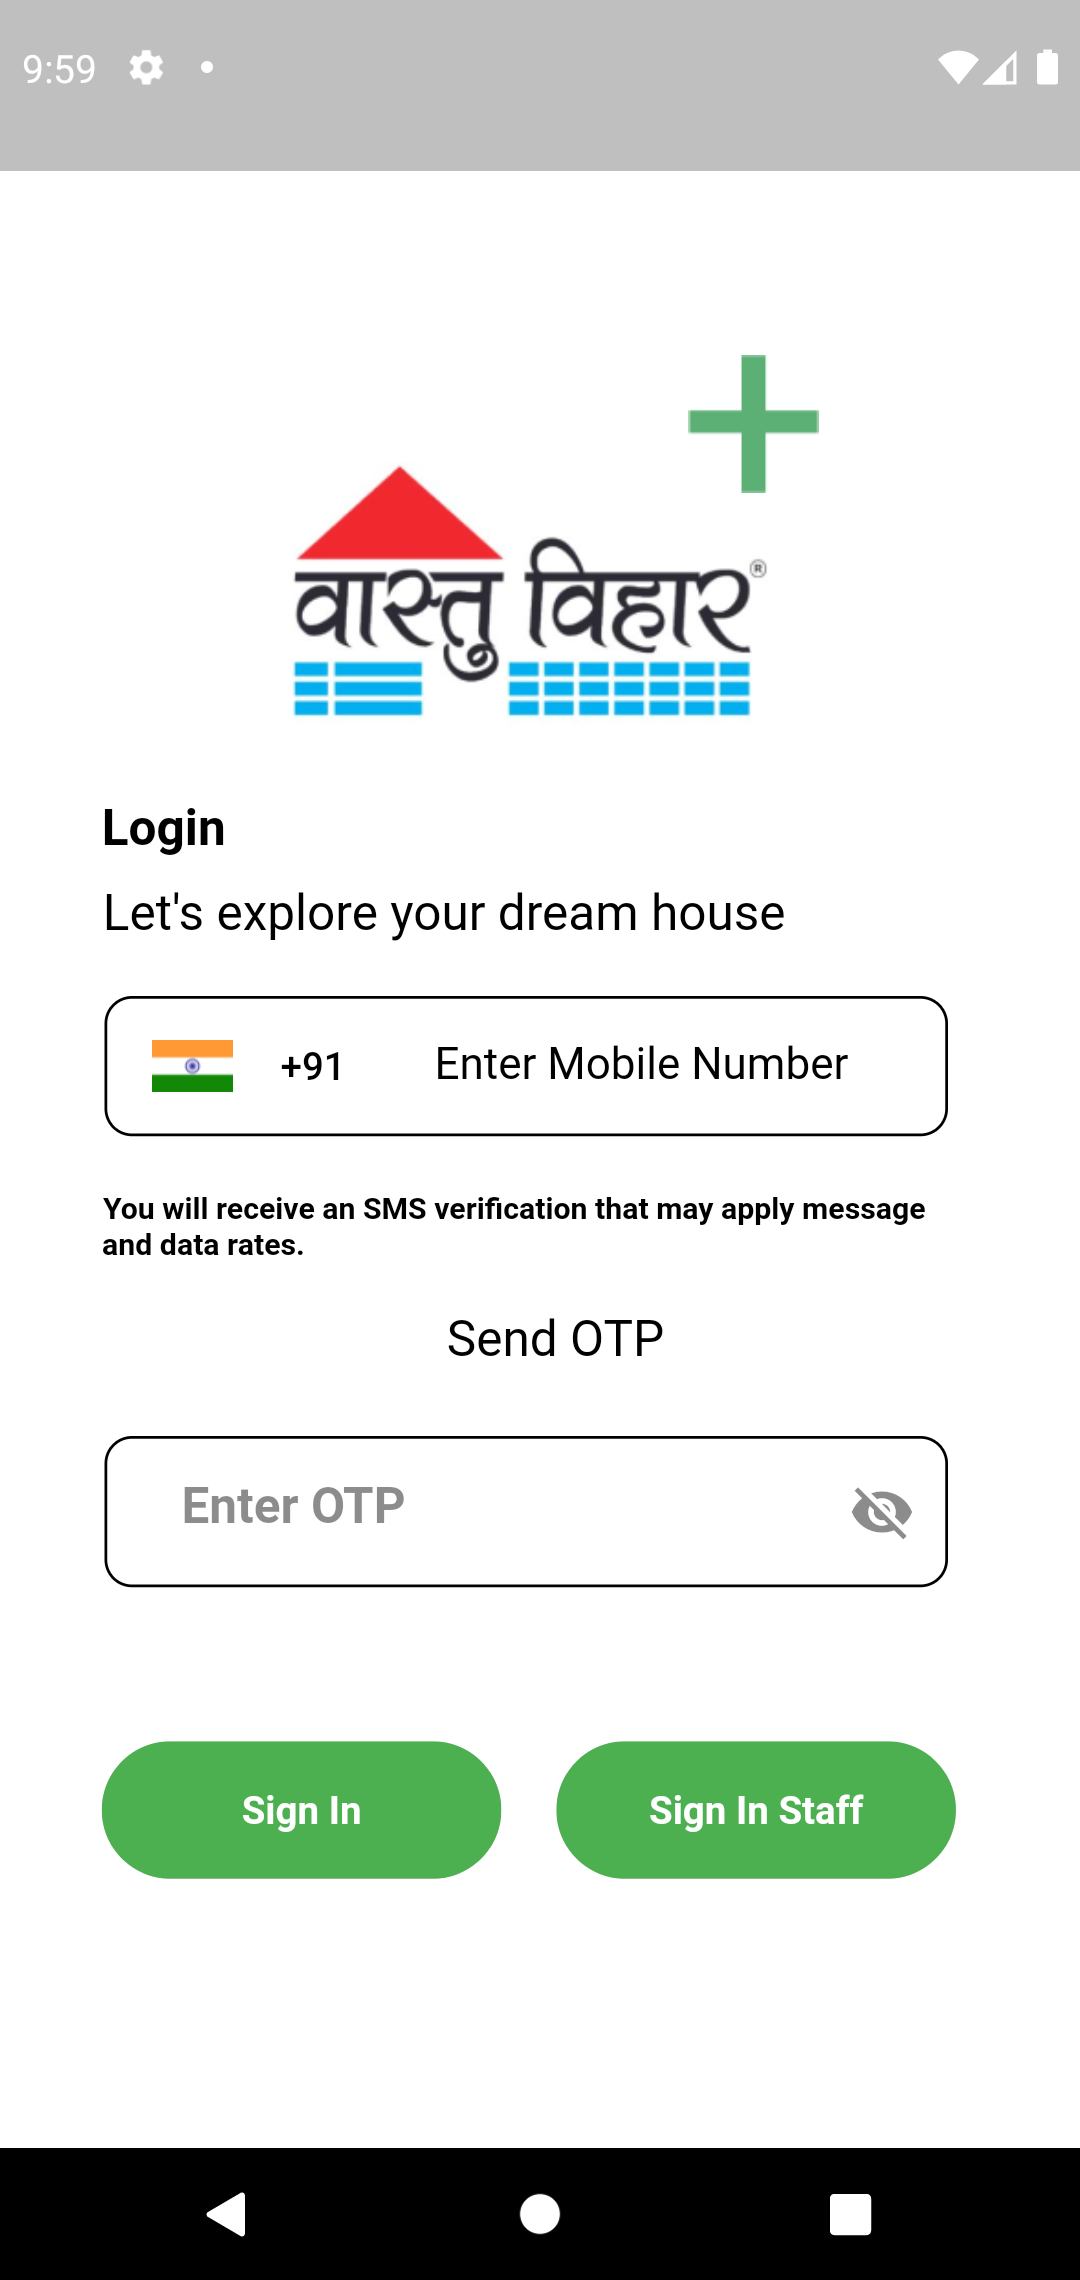 9:59
वास्तु विहार®
Login
Let's explore your dream house
+91 Enter Mobile Number
You will receive an SMS verification that may apply message
and data rates.
Send OTP
Enter OTP
Sign In Sign In Staff